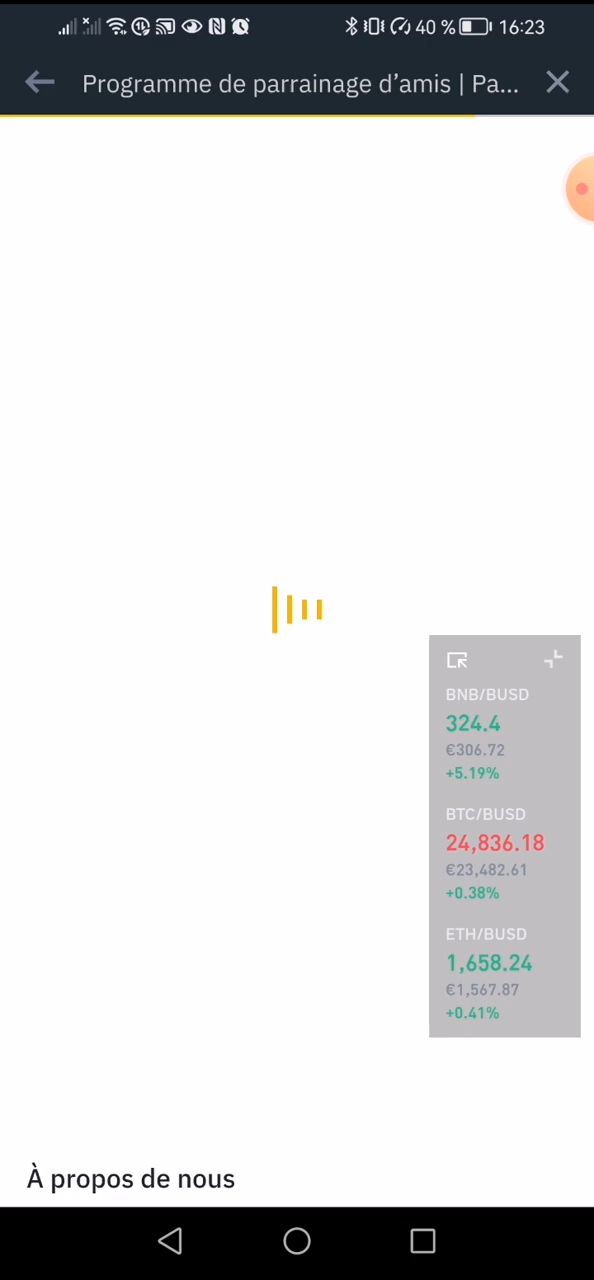 40 % 16:23
Programme de parrainage d’amis | Pa...
BNB/BUSD
324.4
€306.72
+5.19%
BTC/BUSD
24,836.18
€23,482.61
+0.38%
ETH/BUSD
1,658.24
€1,567.87
+0.41%
À propos de nous